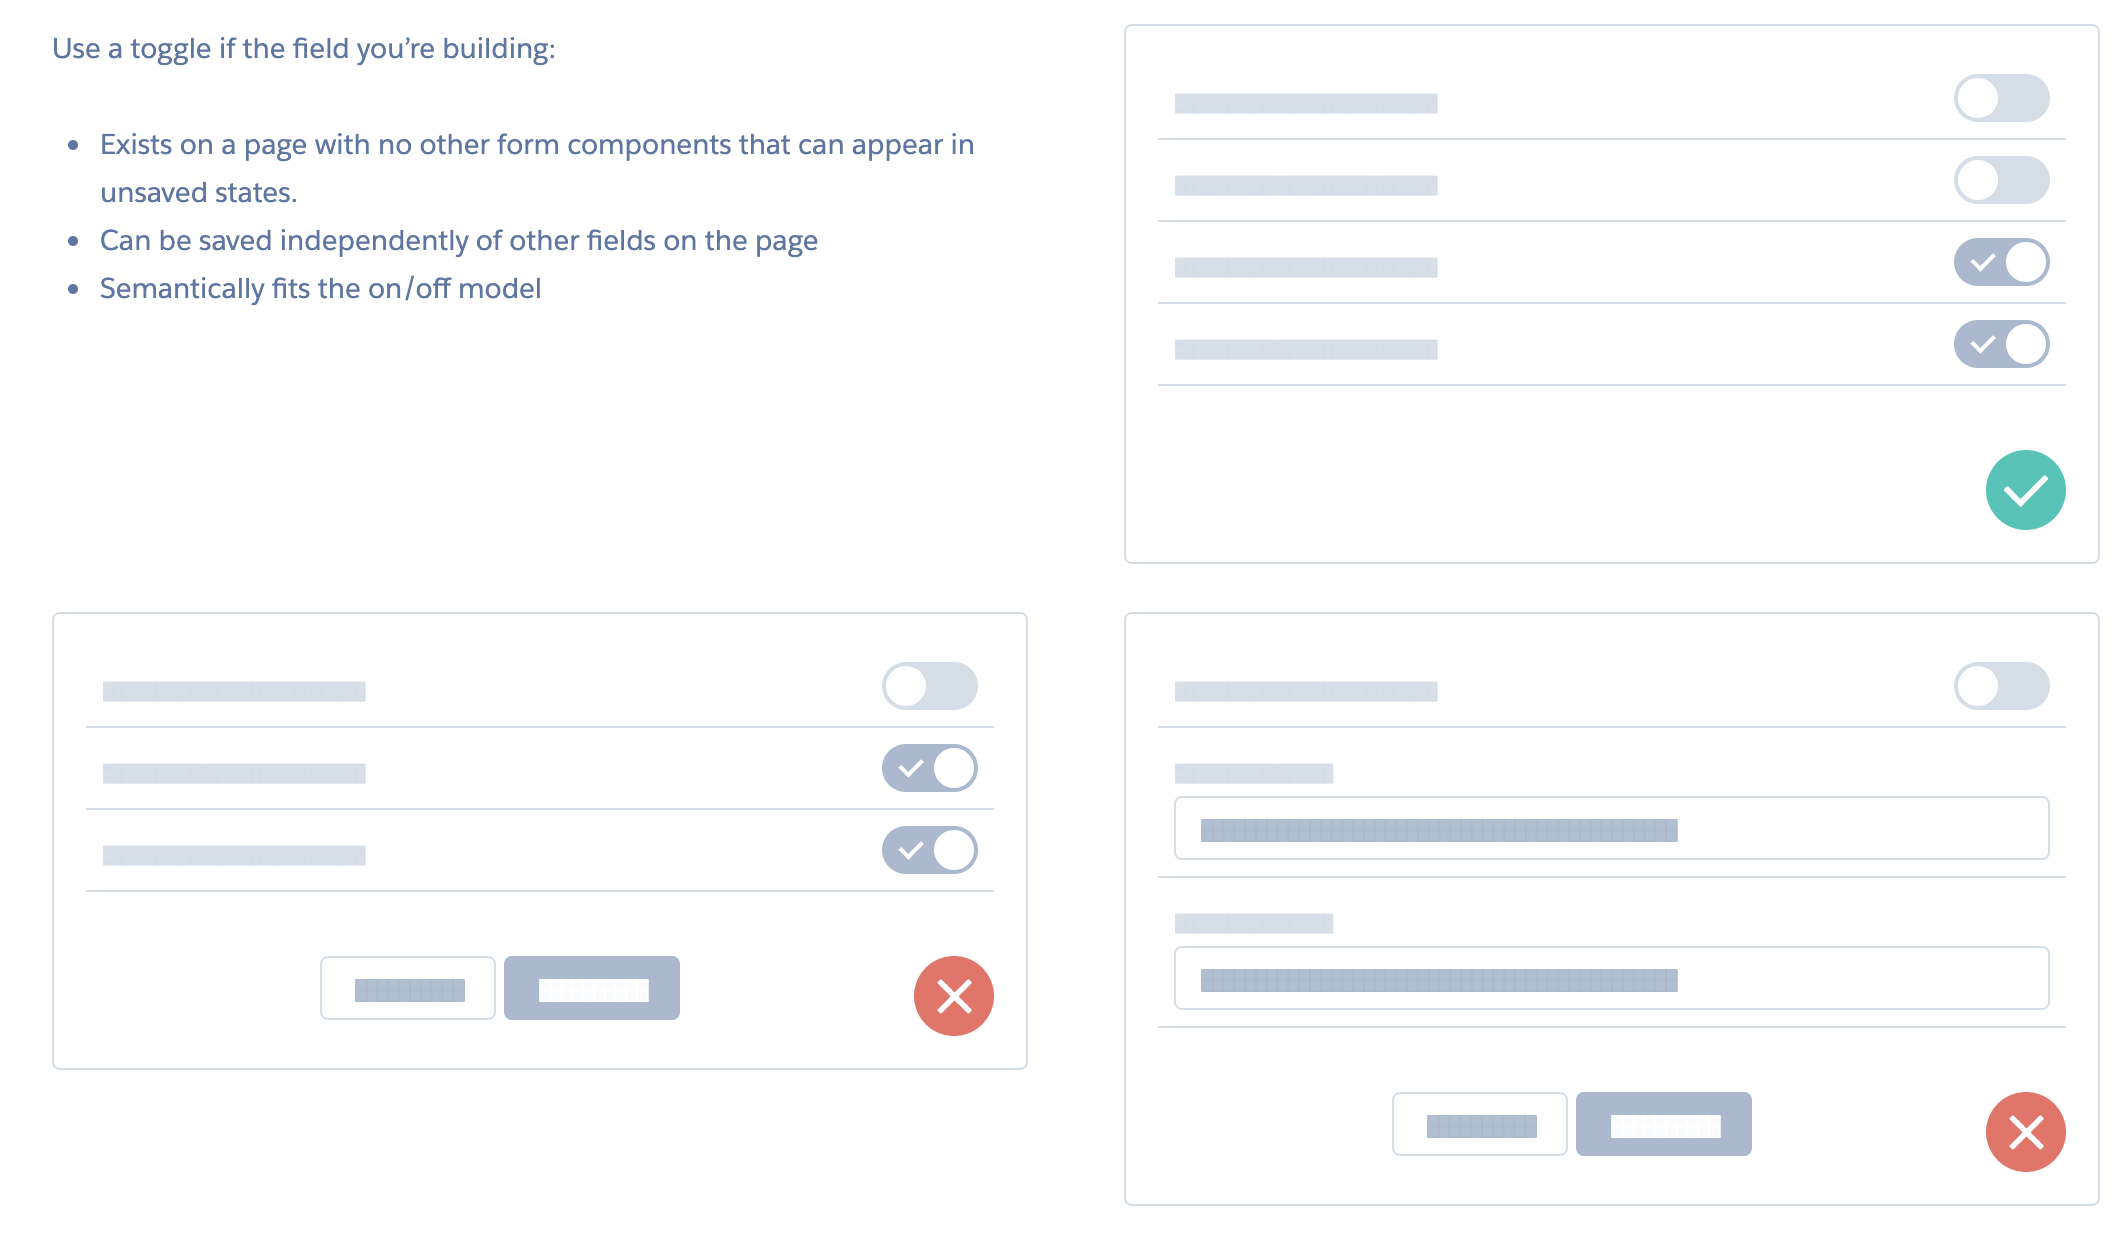 Use a toggle if the field you’re building:
Exists on a page with no other form components that can appear in
unsaved states.
Can be saved independently of other fields on the page
Semantically fits the on/off model